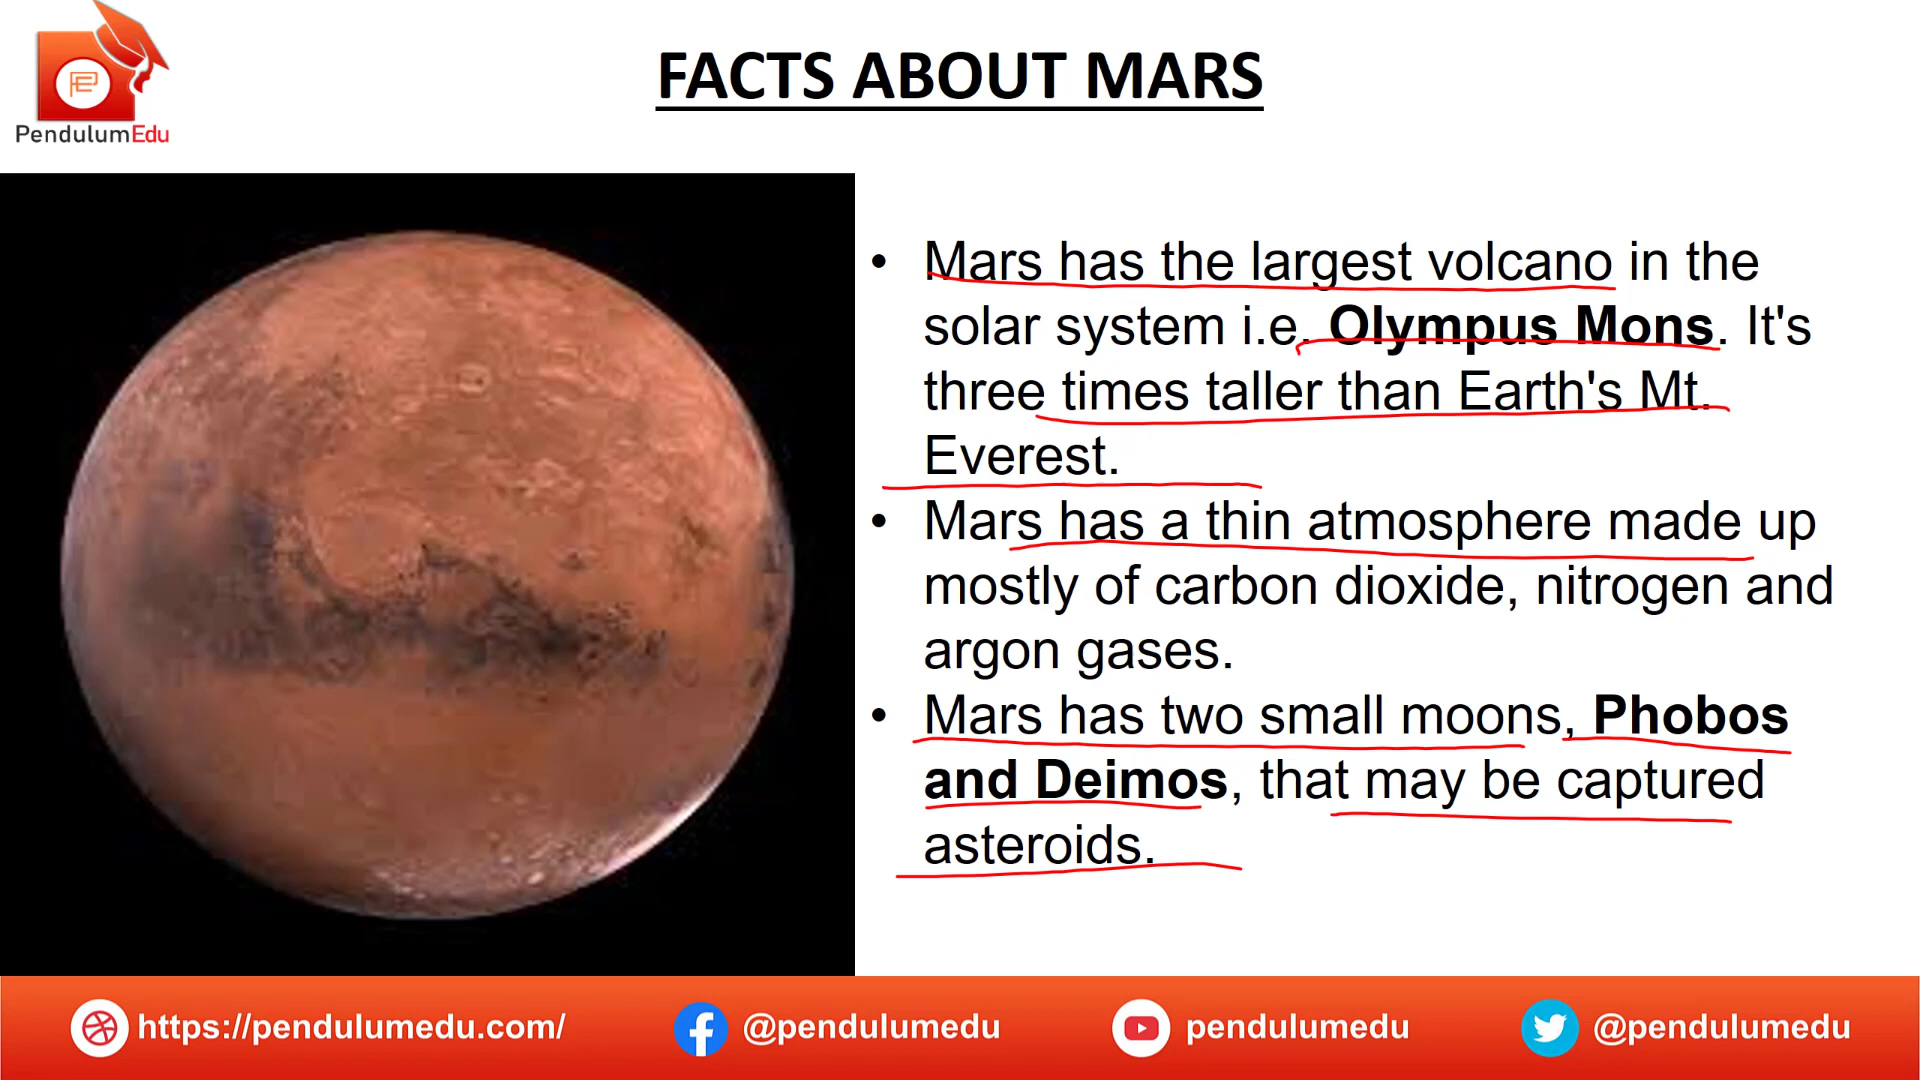 PendulumEdu
FACTS ABOUT MARS
• Mars has the largest volcano in the
solar system i.e. Olympus Mons. It's
three times taller than Earth's Mt.
Everest.
• Mars has a thin atmosphere made up
mostly of carbon dioxide, nitrogen and
argon gases.
• Mars has two small moons, Phobos
and Deimos, that may be captured
asteroids.
https://pendulumedu.com/ @pendulumedu pendulumedu @pendulumedu